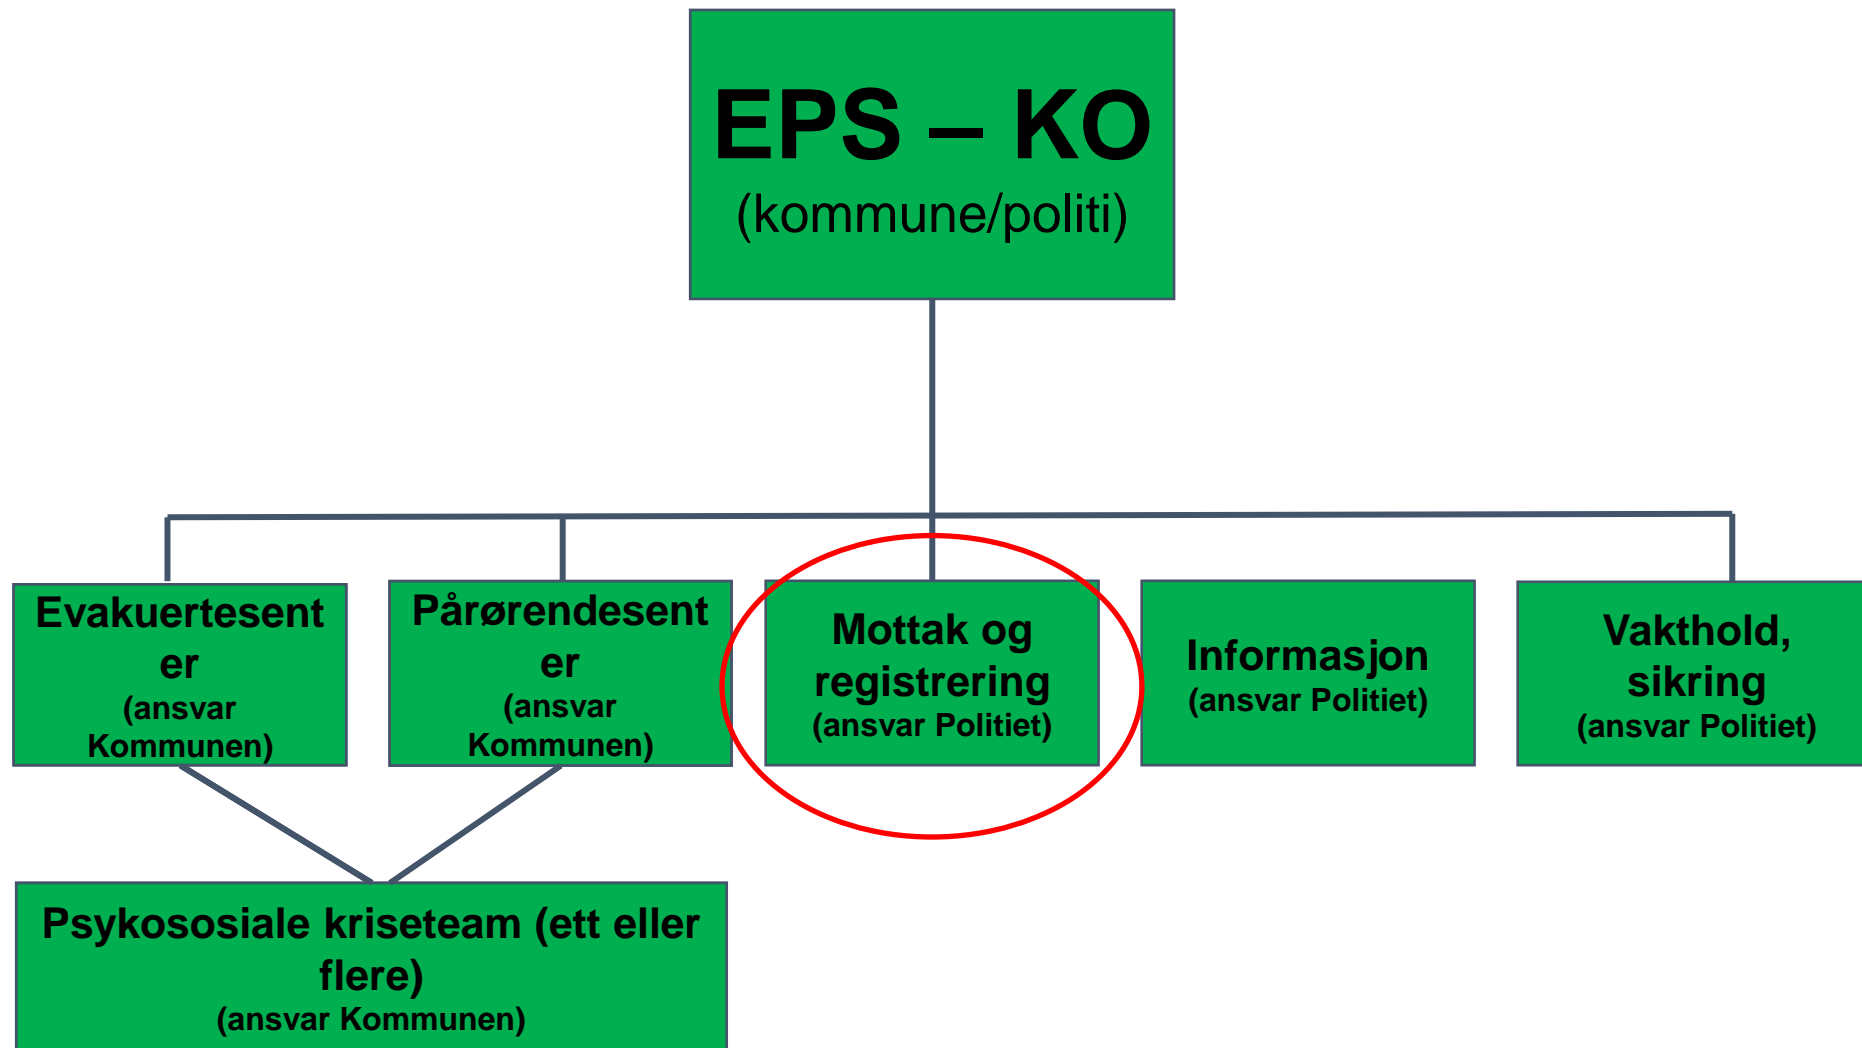 EPS – KO
(kommune/politi)
Evakuertesent
er
(ansvar
Kommunen)
Pårørendesent
er
(ansvar
Kommunen)
Mottak og
registrering
(ansvar Politiet)
Informasjon
(ansvar Politiet)
Vakthold,
sikring
(ansvar Politiet)
Psykososiale kriseteam (ett eller
flere)
(ansvar Kommunen)